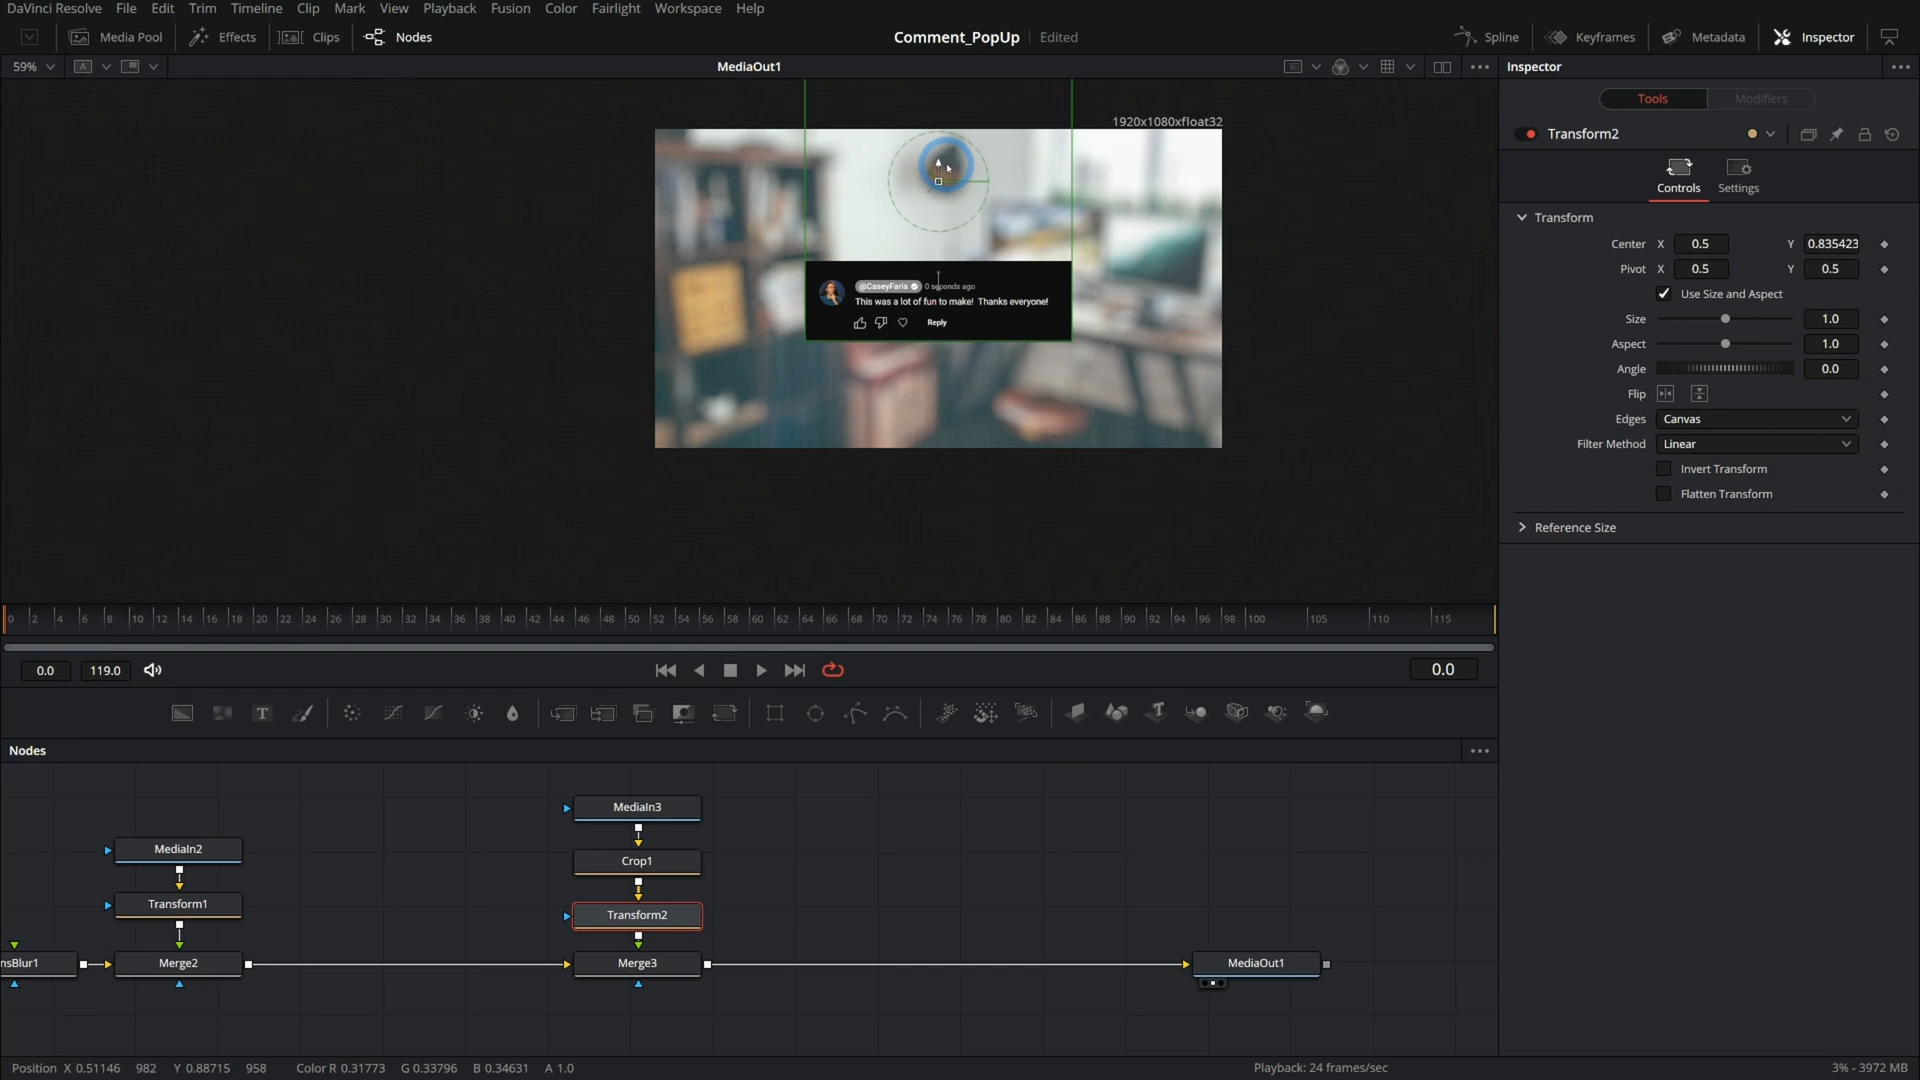 DaVinci Resolve File Edit Trim Timeline Clip Mark View Playback Fusion Color Fairlight Workspace Help
Media Pool Effects Clips Nodes Comment_PopUp Edited Spline Keyframes Metadata Inspector
59% A MediaOut1 Inspector
Tools Modifiers
1920x1080xfloat32
Transform2
Controls Settings
Transform
Center X 0.5 Y 0.835423
Pivot X 0.5 Y 0.5
Use Size and Aspect
Size 1.0
Aspect 1.0
Angle 0.0
Flip
Edges Canvas
Filter Method Linear
Invert Transform
Flatten Transform
Reference Size
@CaseyFaris 0 seconds ago
This was a lot of fun to make! Thanks everyone!
Reply
0 2 4 6 8 10 12 14 16 18 20 22 24 26 28 30 32 34 36 38 40 42 44 46 48 50 52 54 56 58 60 62 64 66 68 70 72 74 76 78 80 82 84 86 88 90 92 94 96 98 100 105 110 115
0.0 119.0 0.0
T
Nodes
MediaIn3
MediaIn2
Crop1
Transform1
Transform2
nsBlur1 Merge2 Merge3 MediaOut1
Position X 0.51146 982 Y 0.88715 958 Color R 0.31773 G 0.33796 B 0.34631 A 1.0 Playback: 24 frames/sec 3% - 3972 MB